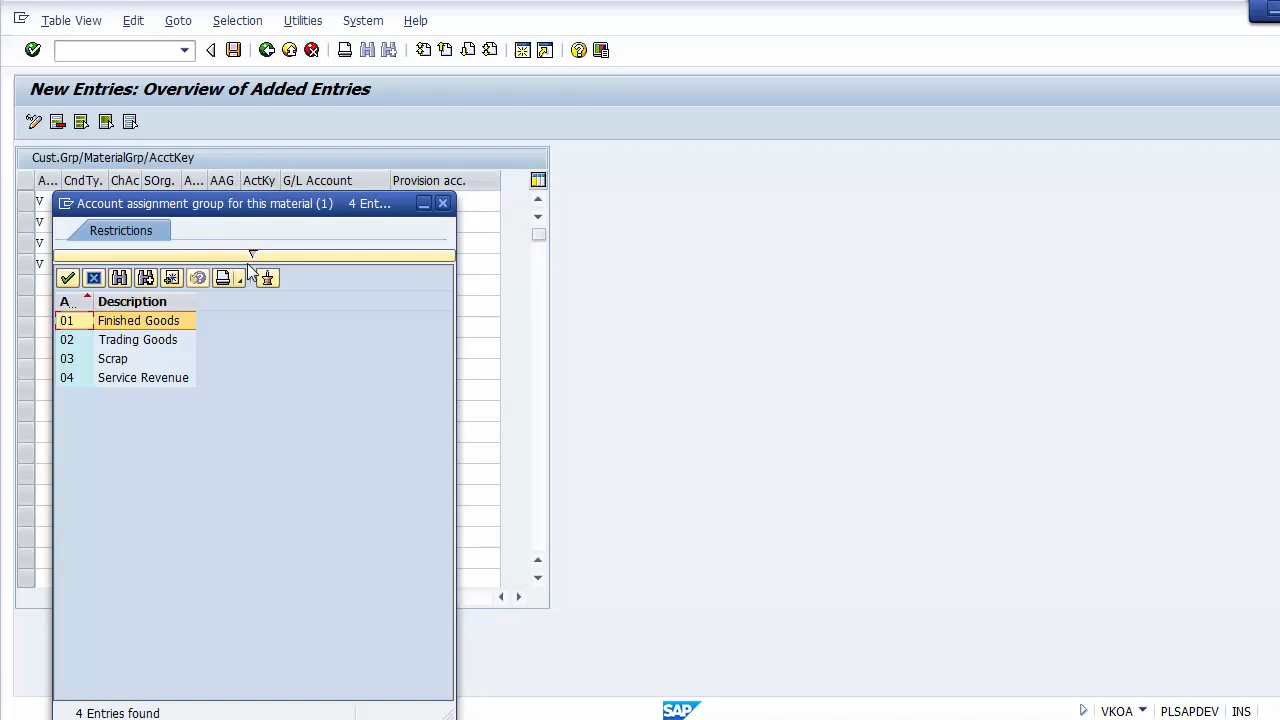 Table View Edit Goto Selection Utilities System Help
New Entries: Overview of Added Entries
Cust.Grp/MaterialGrp/AcctKey
A... CndTy. ChAc SOrg. A... AAG ActKy G/L Account Provision acc.
V
V
V
V
Account assignment group for this material (1) 4 Ent...
Restrictions
A... Description
01 Finished Goods
02 Trading Goods
03 Scrap
04 Service Revenue
4 Entries found
SAP VKOA PLSAPDEV INS